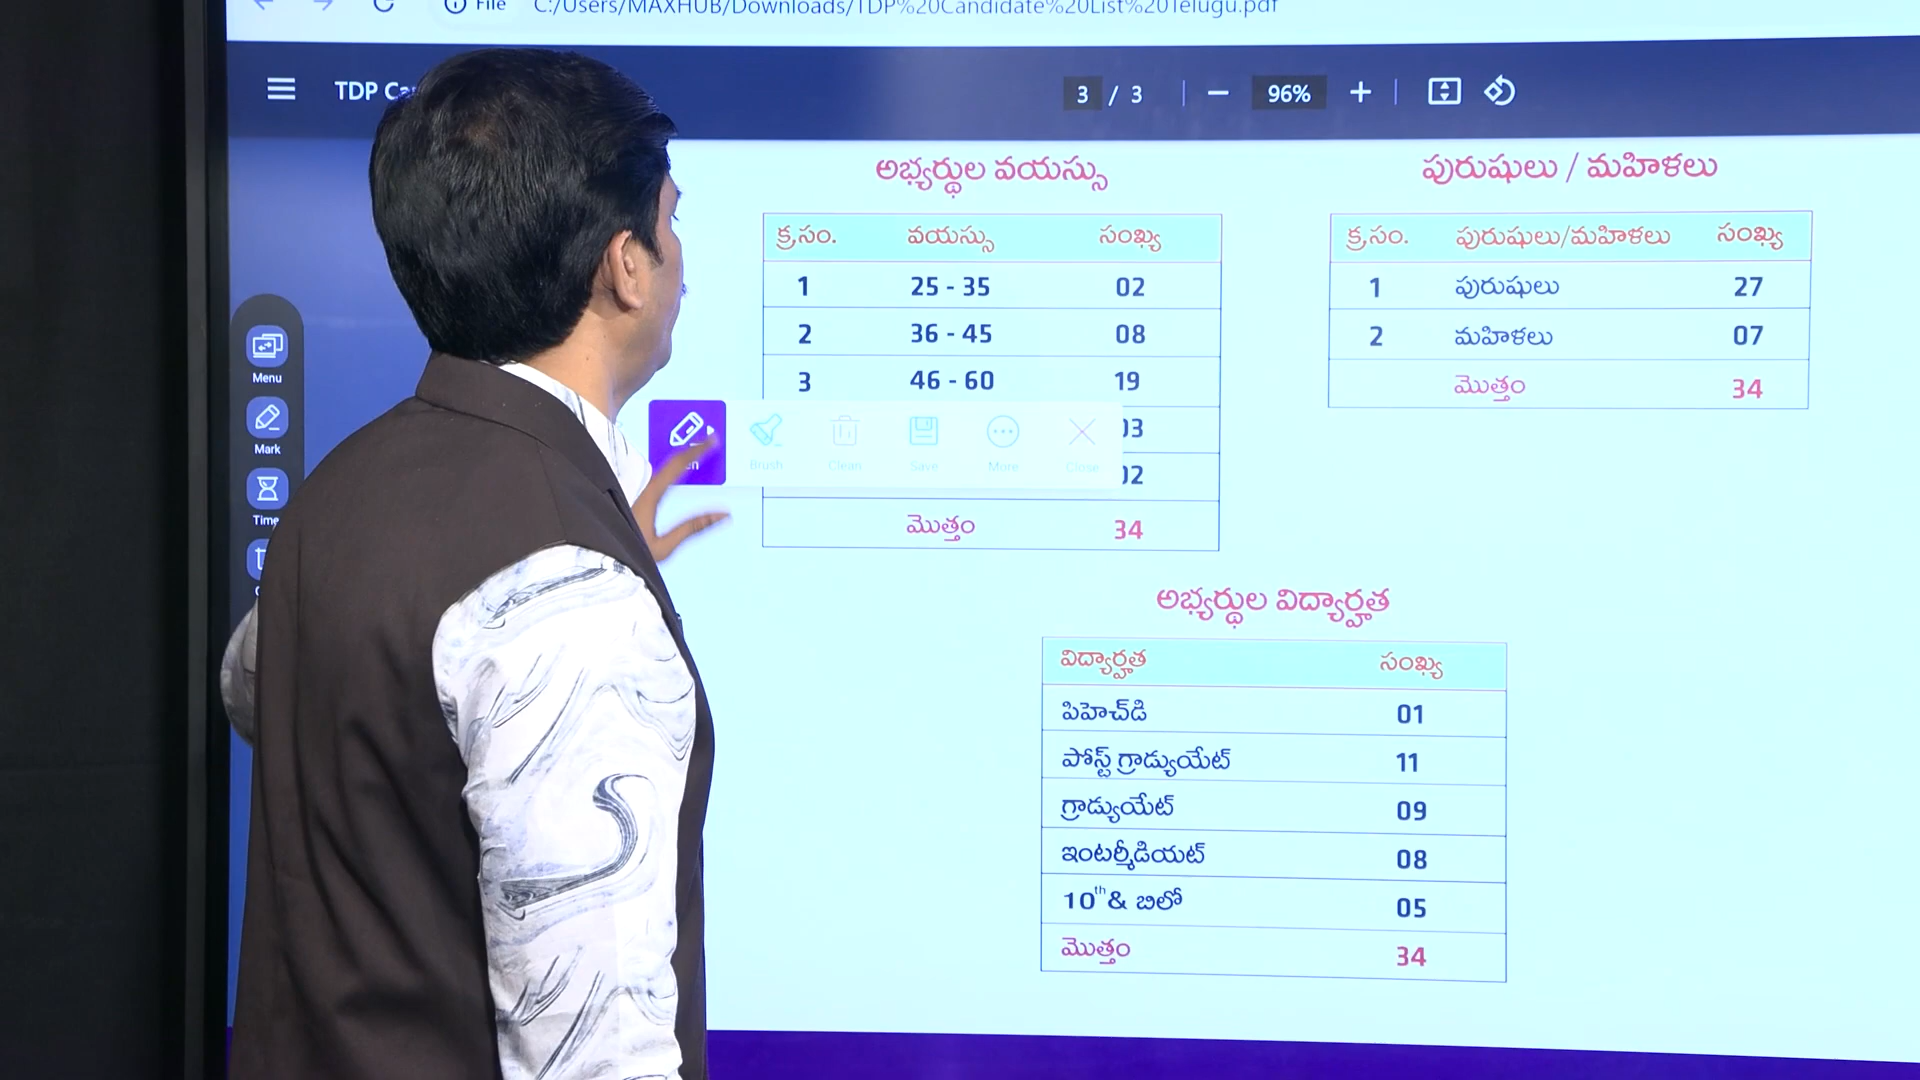 File C:/Users/MAXHUB/Downloads/TDP%20Candidate%20List%20Telugu.pdf
TDP
3 / 3
96%
అభ్యర్థుల వయస్సు
క్ర.సం. వయస్సు సంఖ్య
1 25 - 35 02
2 36 - 45 08
3 46 - 60 19
03
02
మొత్తం 34
పురుషులు / మహిళలు
క్ర.సం. పురుషులు/మహిళలు సంఖ్య
1 పురుషులు 27
2 మహిళలు 07
మొత్తం 34
Menu
Mark
Time
Brush Clean Save More Close
అభ్యర్థుల విద్యార్హత
విద్యార్హత సంఖ్య
పిహెచ్‌డి 01
పోస్ట్ గ్రాడ్యుయేట్ 11
గ్రాడ్యుయేట్ 09
ఇంటర్మీడియట్ 08
10th & బిలో 05
మొత్తం 34